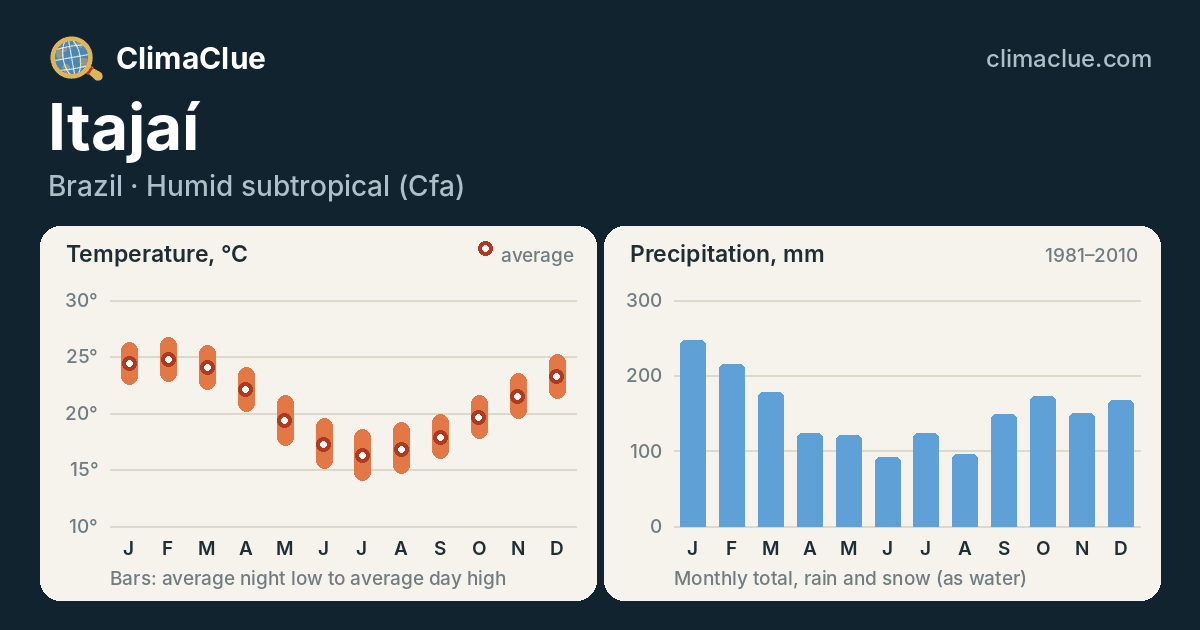 ClimaClue
climaclue.com
Itajaí
Brazil · Humid subtropical (Cfa)
Temperature, °C
average
30°
25°
20°
15°
10°
J F M A M J J A S O N D
Bars: average night low to average day high
Precipitation, mm
1981–2010
300
200
100
0
J F M A M J J A S O N D
Monthly total, rain and snow (as water)